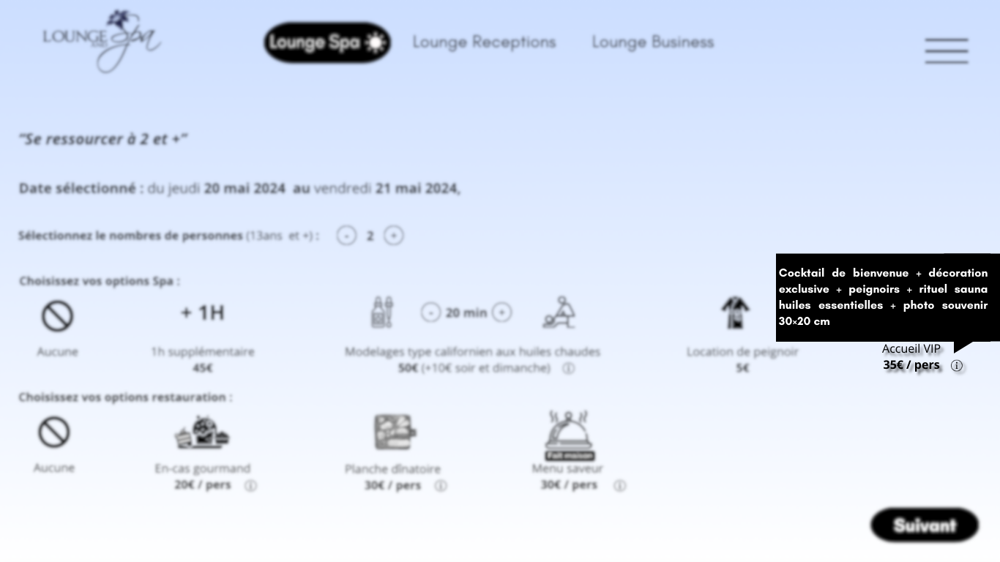 LOUNGE Spa
Lounge Spa
Lounge Receptions
Lounge Business
"Se ressourcer à 2 et +"
Date sélectionné : du jeudi 20 mai 2024 au vendredi 21 mai 2024,
Sélectionnez le nombres de personnes (13ans et +) : - 2 +
Choisissez vos options Spa :
+ 1H
- 20 min +
Cocktail de bienvenue + décoration
exclusive + peignoirs + rituel sauna
huiles essentielles + photo souvenir
30×20 cm
Aucune
1h supplémentaire
45€
Modelages type californien aux huiles chaudes
50€ (+10€ soir et dimanche) i
Location de peignoir
5€
Accueil VIP
35€ / pers i
Choisissez vos options restauration :
Aucune
En-cas gourmand
20€ / pers i
Planche dînatoire
30€ / pers i
Fait maison
Menu saveur
30€ / pers i
Suivant